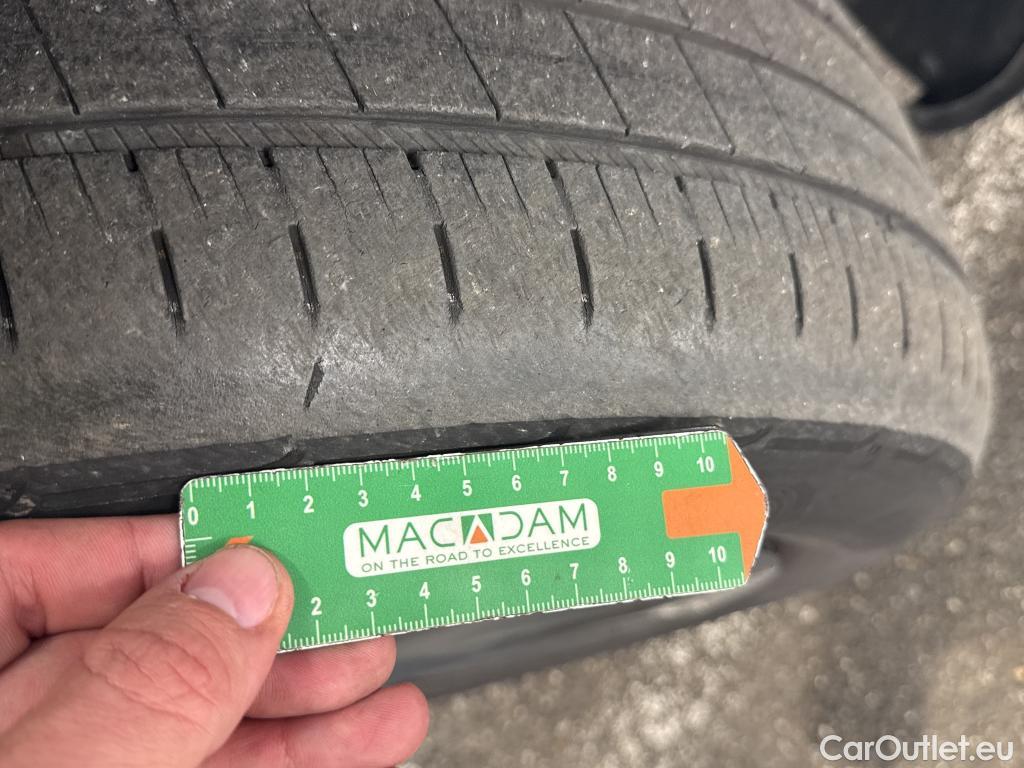 0 1 2 3 4 5 6 7 8 9 10
MACADAM
ON THE ROAD TO EXCELLENCE
2 3 4 5 6 7 8 9 10
CarOutlet.eu